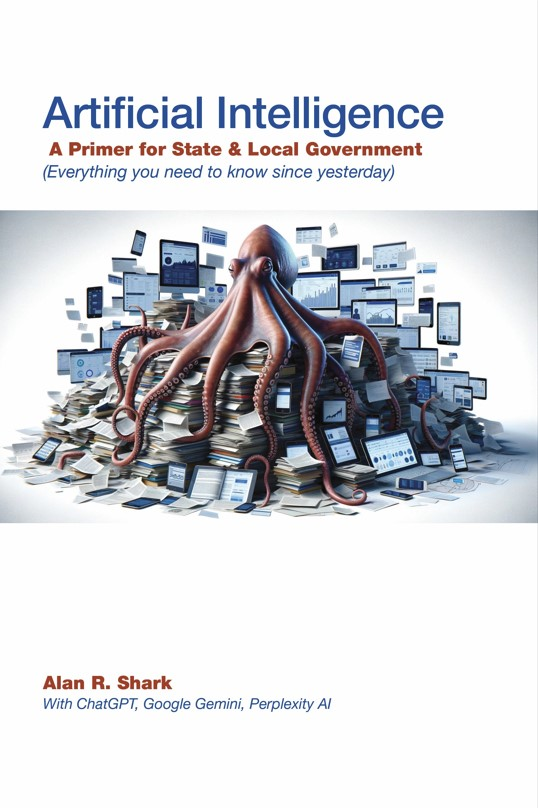 Artificial Intelligence
A Primer for State & Local Government
(Everything you need to know since yesterday)
Alan R. Shark
With ChatGPT, Google Gemini, Perplexity AI